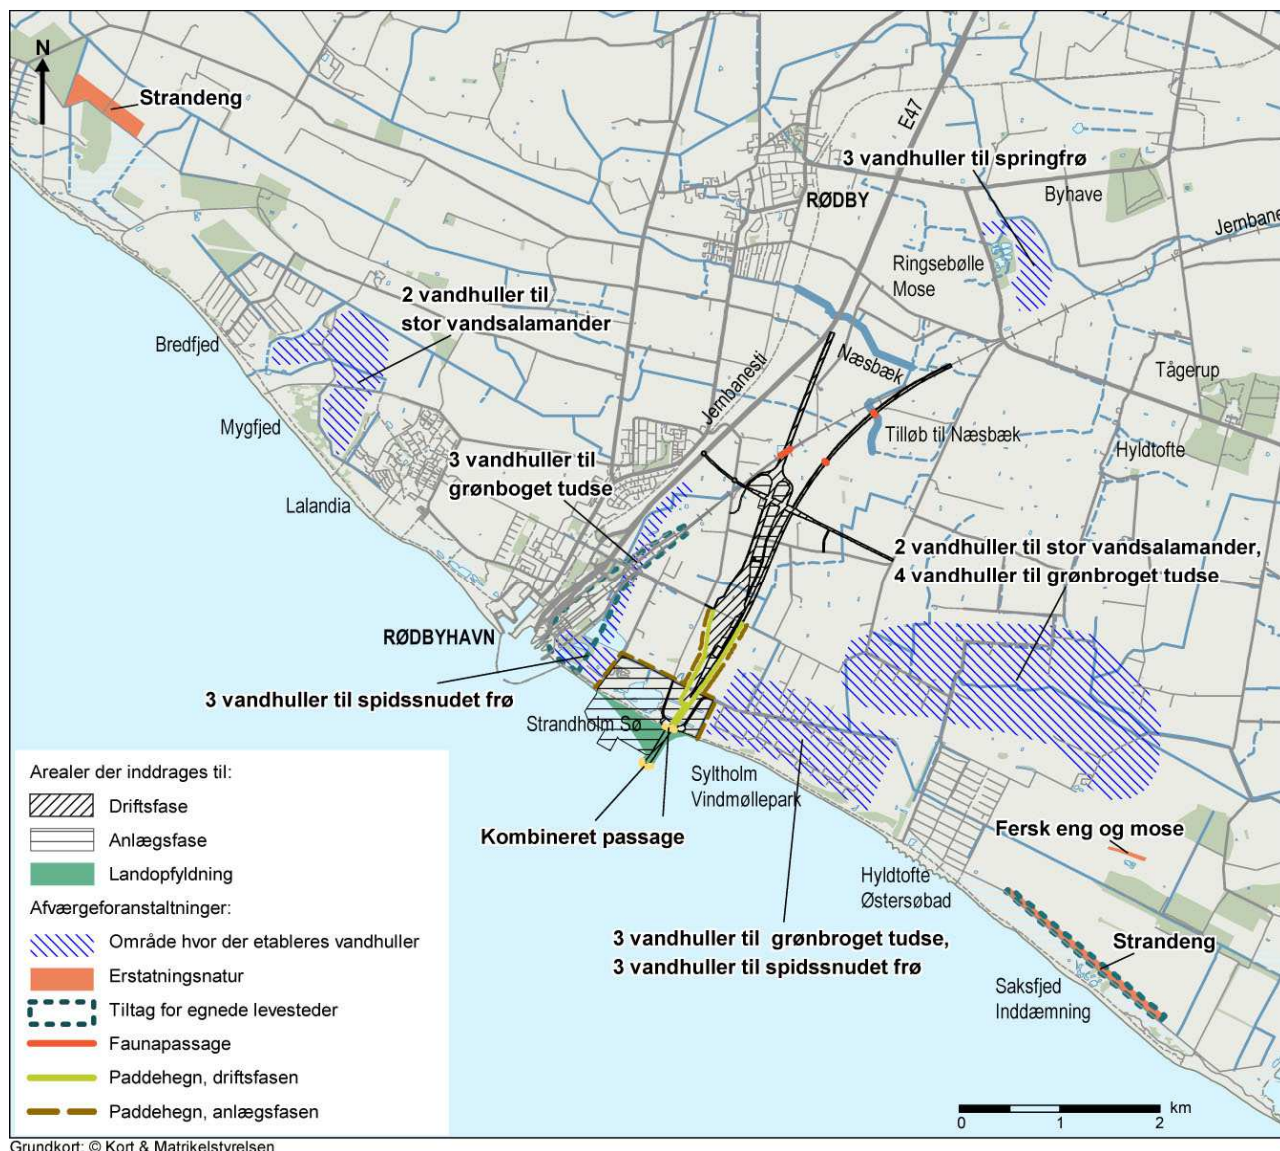 N
Strandeng
E47
3 vandhuller til springfrø
Byhave
RØDBY
Ringsebølle
Mose
2 vandhuller til
stor vandsalamander
Bredfjed
Jernbanesti
Næsbæk
Tågerup
Mygfjed
Tilløb til Næsbæk
Hyldtofte
3 vandhuller til
grønboget tudse
Lalandia
2 vandhuller til stor vandsalamander,
4 vandhuller til grønbroget tudse
RØDBYHAVN
3 vandhuller til spidssnudet frø
Strandholm Sø
Syltholm
Vindmøllepark
Kombineret passage
Fersk eng og mose
Hyldtofte
Østersøbad
3 vandhuller til  grønbroget tudse,
3 vandhuller til spidssnudet frø
Strandeng
Saksfjed
Inddæmning
Arealer der inddrages til:
Driftsfase
Anlægsfase
Landopfyldning
Afværgeforanstaltninger:
Område hvor der etableres vandhuller
Erstatningsnatur
Tiltag for egnede levesteder
Faunapassage
Paddehegn, driftsfasen
Paddehegn, anlægsfasen
km
0 1 2
Grundkort: © Kort & Matrikelstyrelsen